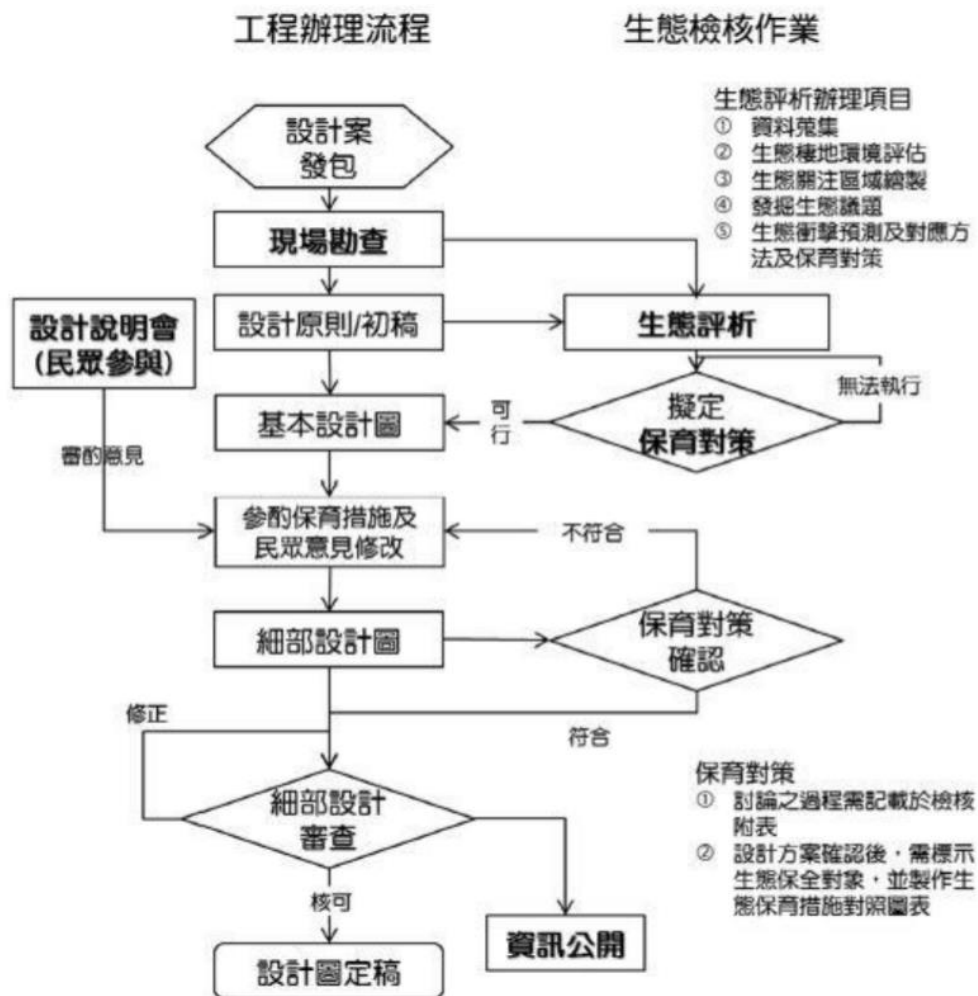 工程辦理流程
生態檢核作業
生態評析辦理項目
① 資料蒐集
② 生態棲地環境評估
③ 生態關注區域繪製
④ 發掘生態議題
⑤ 生態衝擊預測及對應方
法及保育對策
設計案
發包
現場勘查
設計說明會
(民眾參與)
設計原則/初稿
生態評析
無法執行
擬定
保育對策
可
行
基本設計圖
審酌意見
參酌保育措施及
民眾意見修改
不符合
細部設計圖
保育對策
確認
修正
符合
細部設計
審查
保育對策
① 討論之過程需記載於檢核
附表
② 設計方案確認後，需標示
生態保全對象，並製作生
態保育措施對照圖表
核可
資訊公開
設計圖定稿